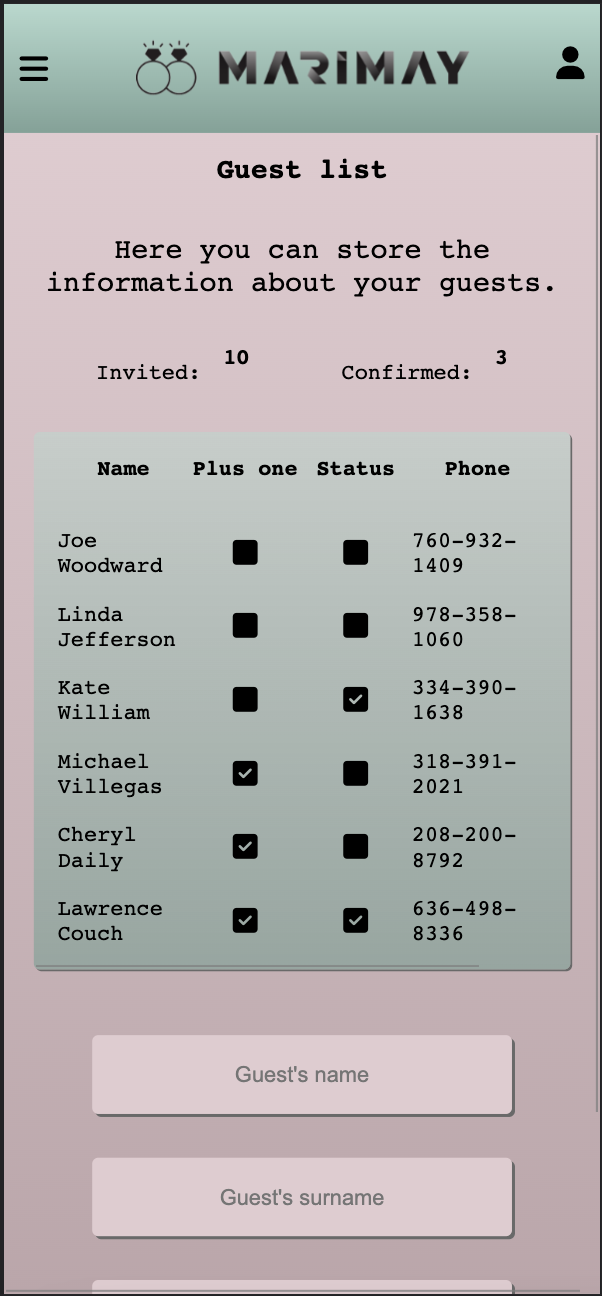 MARIMAY
Guest list
Here you can store the
information about your guests.
Invited: 10 Confirmed: 3
Name Plus one Status Phone
Joe 760-932-
Woodward 1409
Linda 978-358-
Jefferson 1060
Kate 334-390-
William 1638
Michael 318-391-
Villegas 2021
Cheryl 208-200-
Daily 8792
Lawrence 636-498-
Couch 8336
Guest's name
Guest's surname